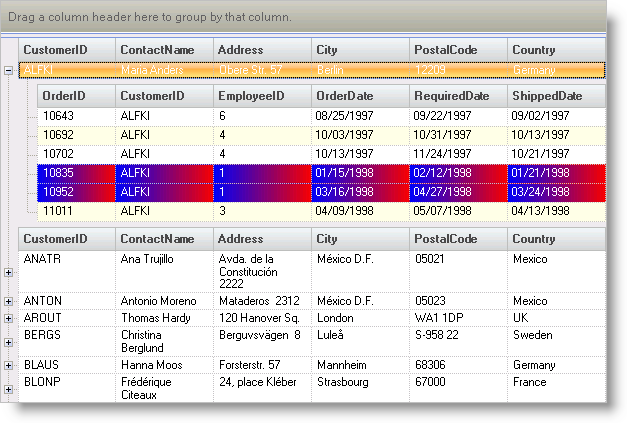 Drag a column header here to group by that column.
CustomerID ContactName Address City PostalCode Country
ALFKI Maria Anders Obere Str. 57 Berlin 12209 Germany
OrderID CustomerID EmployeeID OrderDate RequiredDate ShippedDate
10643 ALFKI 6 08/25/1997 09/22/1997 09/02/1997
10692 ALFKI 4 10/03/1997 10/31/1997 10/13/1997
10702 ALFKI 4 10/13/1997 11/24/1997 10/21/1997
10835 ALFKI 1 01/15/1998 02/12/1998 01/21/1998
10952 ALFKI 1 03/16/1998 04/27/1998 03/24/1998
11011 ALFKI 3 04/09/1998 05/07/1998 04/13/1998
CustomerID ContactName Address City PostalCode Country
ANATR Ana Trujillo Avda. de la México D.F. 05021 Mexico
Constitución
2222
ANTON Antonio Moreno Mataderos 2312 México D.F. 05023 Mexico
AROUT Thomas Hardy 120 Hanover Sq. London WA1 1DP UK
BERGS Christina Berguvsvägen 8 Luleå S-958 22 Sweden
Berglund
BLAUS Hanna Moos Forsterstr. 57 Mannheim 68306 Germany
BLONP Frédérique 24, place Kléber Strasbourg 67000 France
Citeaux